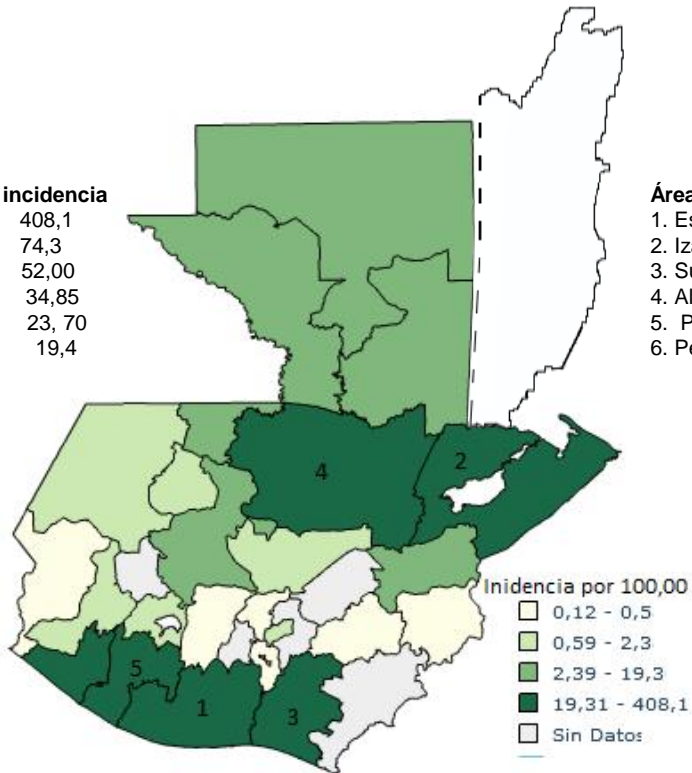 incidencia
408,1
74,3
52,00
34,85
23, 70
19,4
Área
1. Es
2. Iz
3. Su
4. Al
5. P
6. Pe
4
2
5
1
3
Inidencia por 100,00
0,12 - 0,5
0,59 - 2,3
2,39 - 19,3
19,31 - 408,1
Sin Datos